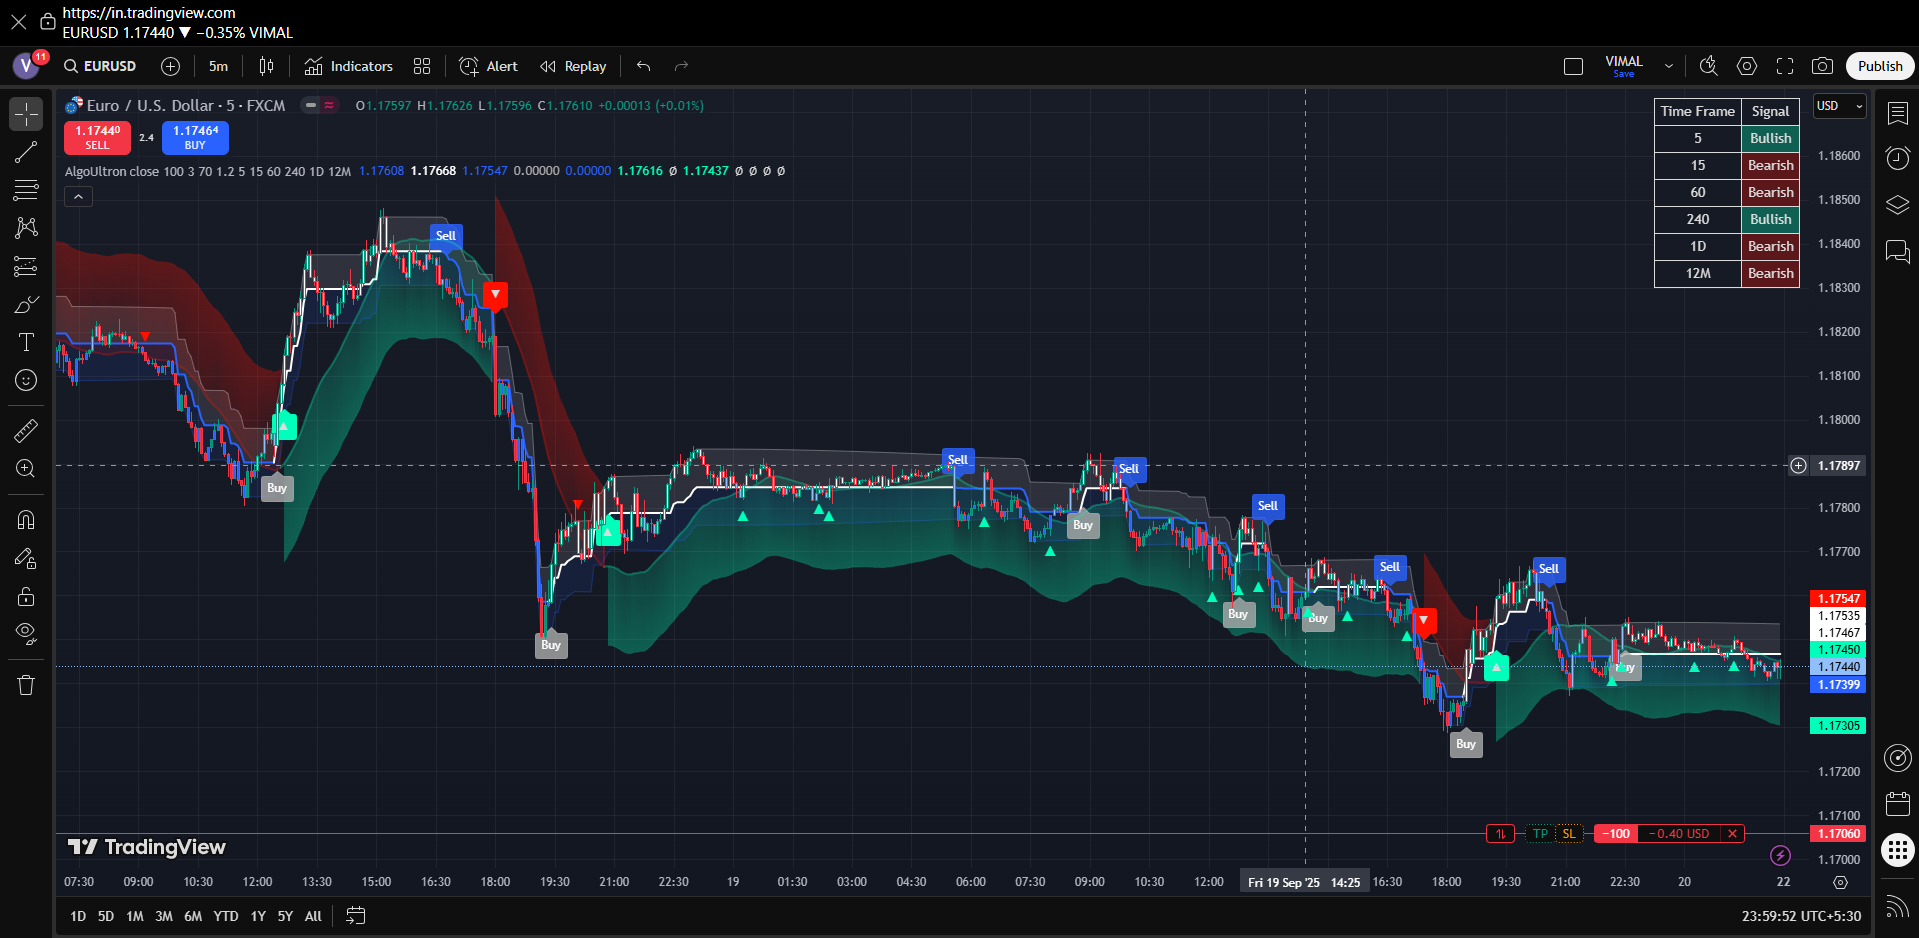 https://in.tradingview.com
EURUSD 1.17440 ▼ −0.35% VIMAL
V 11 EURUSD 5m Indicators Alert Replay VIMAL Save Publish
Euro / U.S. Dollar · 5 · FXCM O1.17597 H1.17626 L1.17596 C1.17610 +0.00013 (+0.01%)
1.17440 SELL 2.4 1.17464 BUY
AlgoUltron close 100 3 70 1.2 5 15 60 240 1D 12M 1.17608 1.17668 1.17547 0.00000 0.00000 1.17616 ∅ 1.17437 ∅ ∅ ∅ ∅
Time Frame Signal
5 Bullish
15 Bearish
60 Bearish
240 Bullish
1D Bearish
12M Bearish
USD
1.18600
1.18500
1.18400
1.18300
1.18200
1.18100
1.18000
1.17897
1.17800
1.17700
1.17547
1.17535
1.17467
1.17450
1.17440
1.17399
1.17305
1.17200
1.17100
1.17060
1.17000
Sell
Buy
Buy
Sell
Buy
Sell
Buy
Sell
Buy
Sell
Buy
Sell
Buy
TP SL −100 −0.40 USD
TradingView
07:30 09:00 10:30 12:00 13:30 15:00 16:30 18:00 19:30 21:00 22:30 19 01:30 03:00 04:30 06:00 07:30 09:00 10:30 12:00 Fri 19 Sep '25 14:25 16:30 18:00 19:30 21:00 22:30 20 22
1D 5D 1M 3M 6M YTD 1Y 5Y All
23:59:52 UTC+5:30